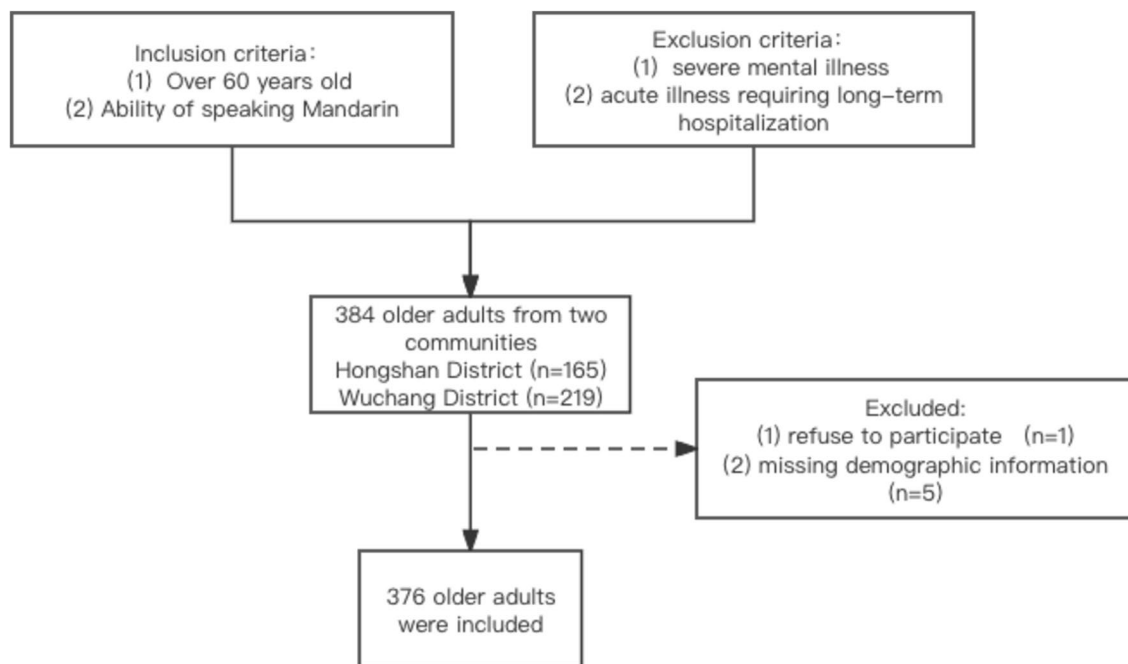 Inclusion criteria:
(1) Over 60 years old
(2) Ability of speaking Mandarin
Exclusion criteria:
(1) severe mental illness
(2) acute illness requiring long-term
hospitalization
384 older adults from two
communities
Hongshan District (n=165)
Wuchang District (n=219)
Excluded:
(1) refuse to participate (n=1)
(2) missing demographic information
(n=5)
376 older adults
were included